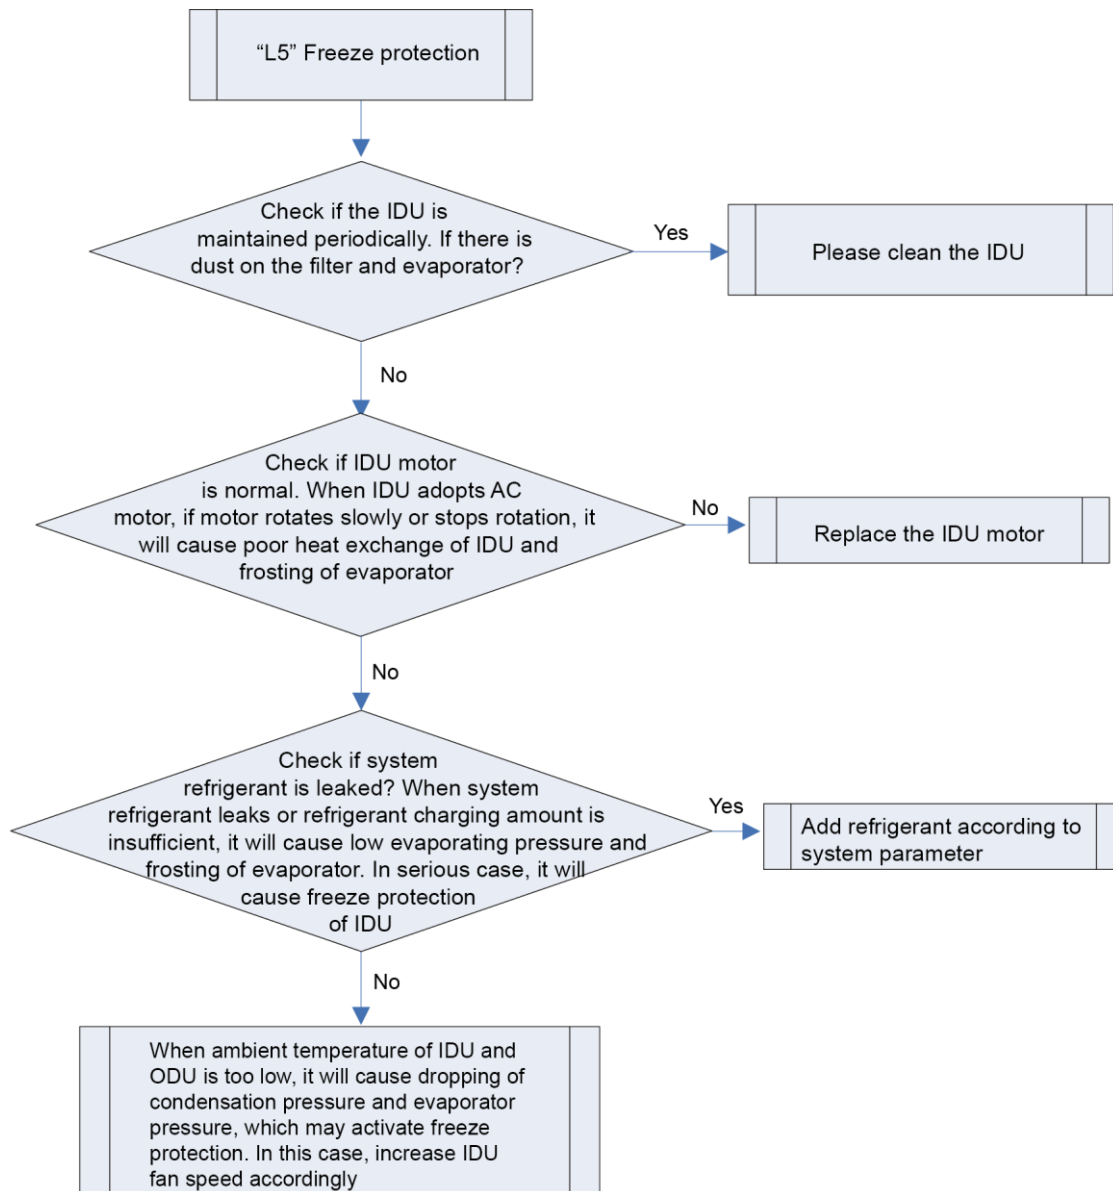 “L5” Freeze protection
Check if the IDU is
maintained periodically. If there is
dust on the filter and evaporator?
Yes
Please clean the IDU
No
Check if IDU motor
is normal. When IDU adopts AC
motor, if motor rotates slowly or stops rotation, it
will cause poor heat exchange of IDU and
frosting of evaporator
No
Replace the IDU motor
No
Check if system
refrigerant is leaked? When system
refrigerant leaks or refrigerant charging amount is
insufficient, it will cause low evaporating pressure and
frosting of evaporator. In serious case, it will
cause freeze protection
of IDU
Yes
Add refrigerant according to
system parameter
No
When ambient temperature of IDU and
ODU is too low, it will cause dropping of
condensation pressure and evaporator
pressure, which may activate freeze
protection. In this case, increase IDU
fan speed accordingly